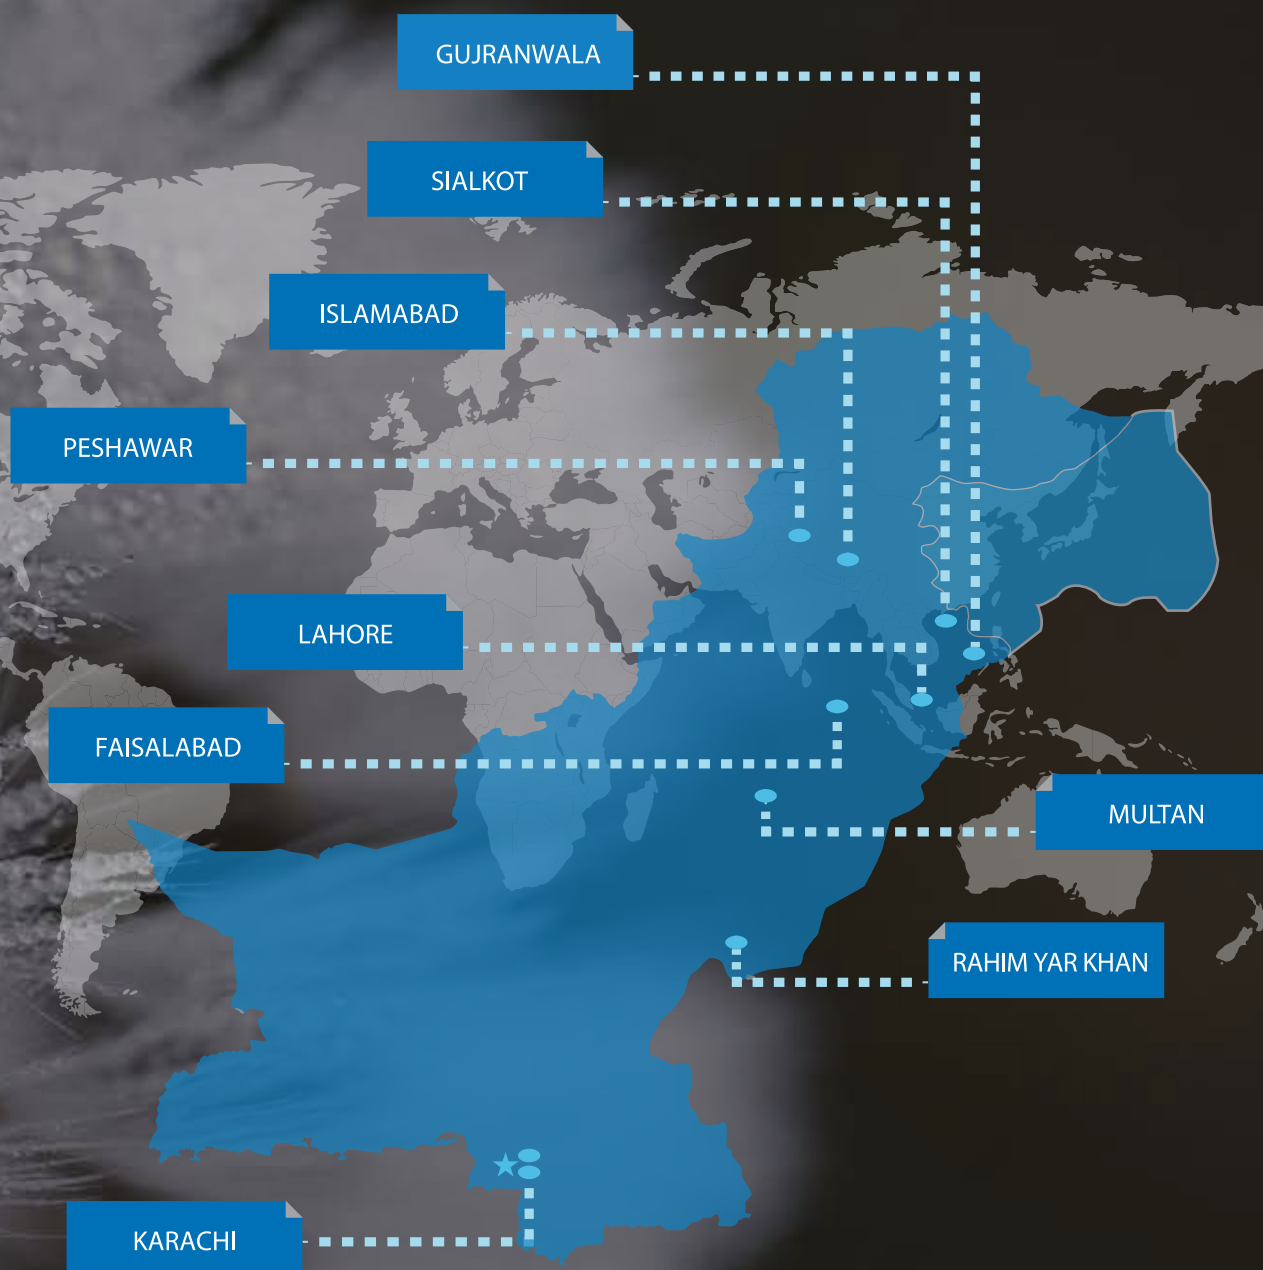 GUJRANWALA
SIALKOT
ISLAMABAD
PESHAWAR
LAHORE
FAISALABAD
MULTAN
RAHIM YAR KHAN
KARACHI